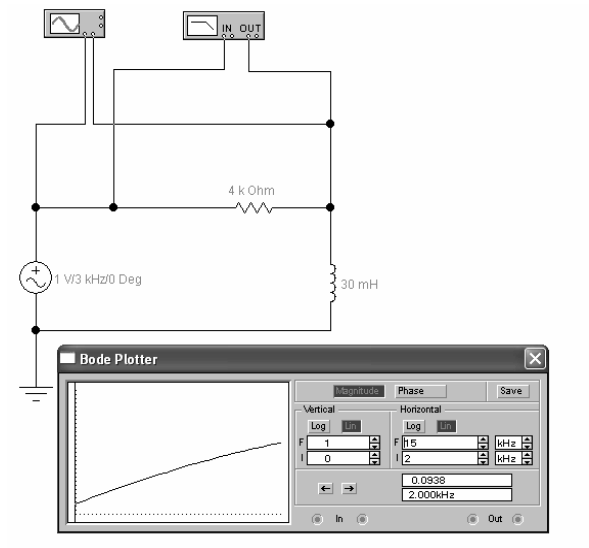 IN OUT
4 k Ohm
1 V/3 kHz/0 Deg
30 mH
Bode Plotter
Magnitude Phase Save
Vertical Horizontal
Log Lin Log Lin
F 1 F 15 kHz
I 0 I 2 kHz
0.0938
2.000kHz
In Out